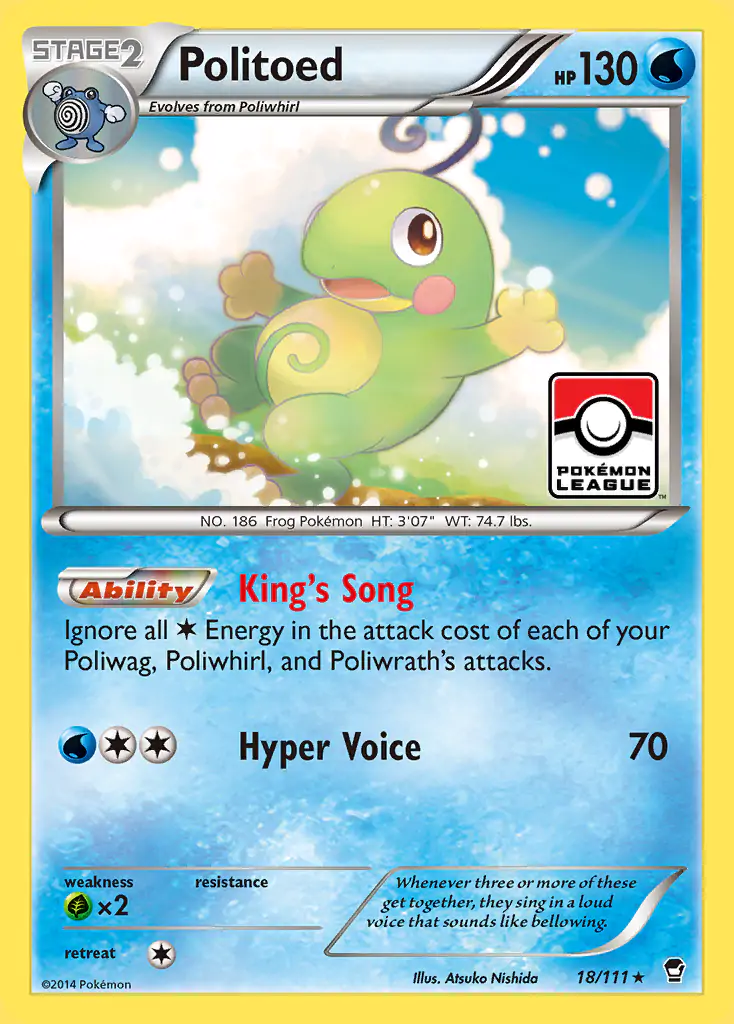 STAGE2
Politoed
HP 130
Evolves from Poliwhirl
POKÉMON
LEAGUE
™
NO. 186 Frog Pokémon HT: 3'07" WT: 74.7 lbs.
Ability King's Song
Ignore all Energy in the attack cost of each of your
Poliwag, Poliwhirl, and Poliwrath's attacks.
Hyper Voice 70
weakness resistance
×2
retreat
Whenever three or more of these
get together, they sing in a loud
voice that sounds like bellowing.
©2014 Pokémon
Illus. Atsuko Nishida
18/111 ★